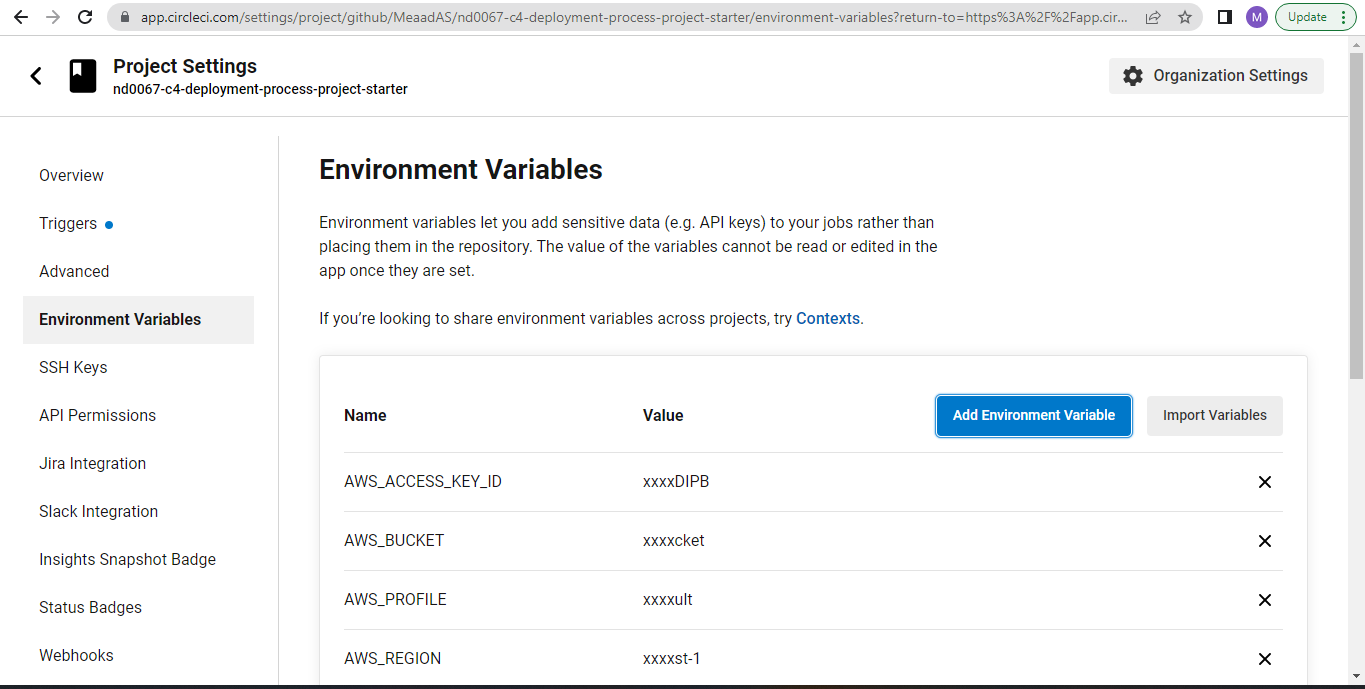 app.circleci.com/settings/project/github/MeaadAS/nd0067-c4-deployment-process-project-starter/environment-variables?return-to=https%3A%2F%2Fapp.cir...
M
Update
Project Settings
nd0067-c4-deployment-process-project-starter
Organization Settings
Overview
Triggers
Advanced
Environment Variables
SSH Keys
API Permissions
Jira Integration
Slack Integration
Insights Snapshot Badge
Status Badges
Webhooks
Environment Variables
Environment variables let you add sensitive data (e.g. API keys) to your jobs rather than
placing them in the repository. The value of the variables cannot be read or edited in the
app once they are set.
If you’re looking to share environment variables across projects, try Contexts.
Name Value Add Environment Variable Import Variables
AWS_ACCESS_KEY_ID xxxxDIPB
AWS_BUCKET xxxxcket
AWS_PROFILE xxxxult
AWS_REGION xxxxst-1